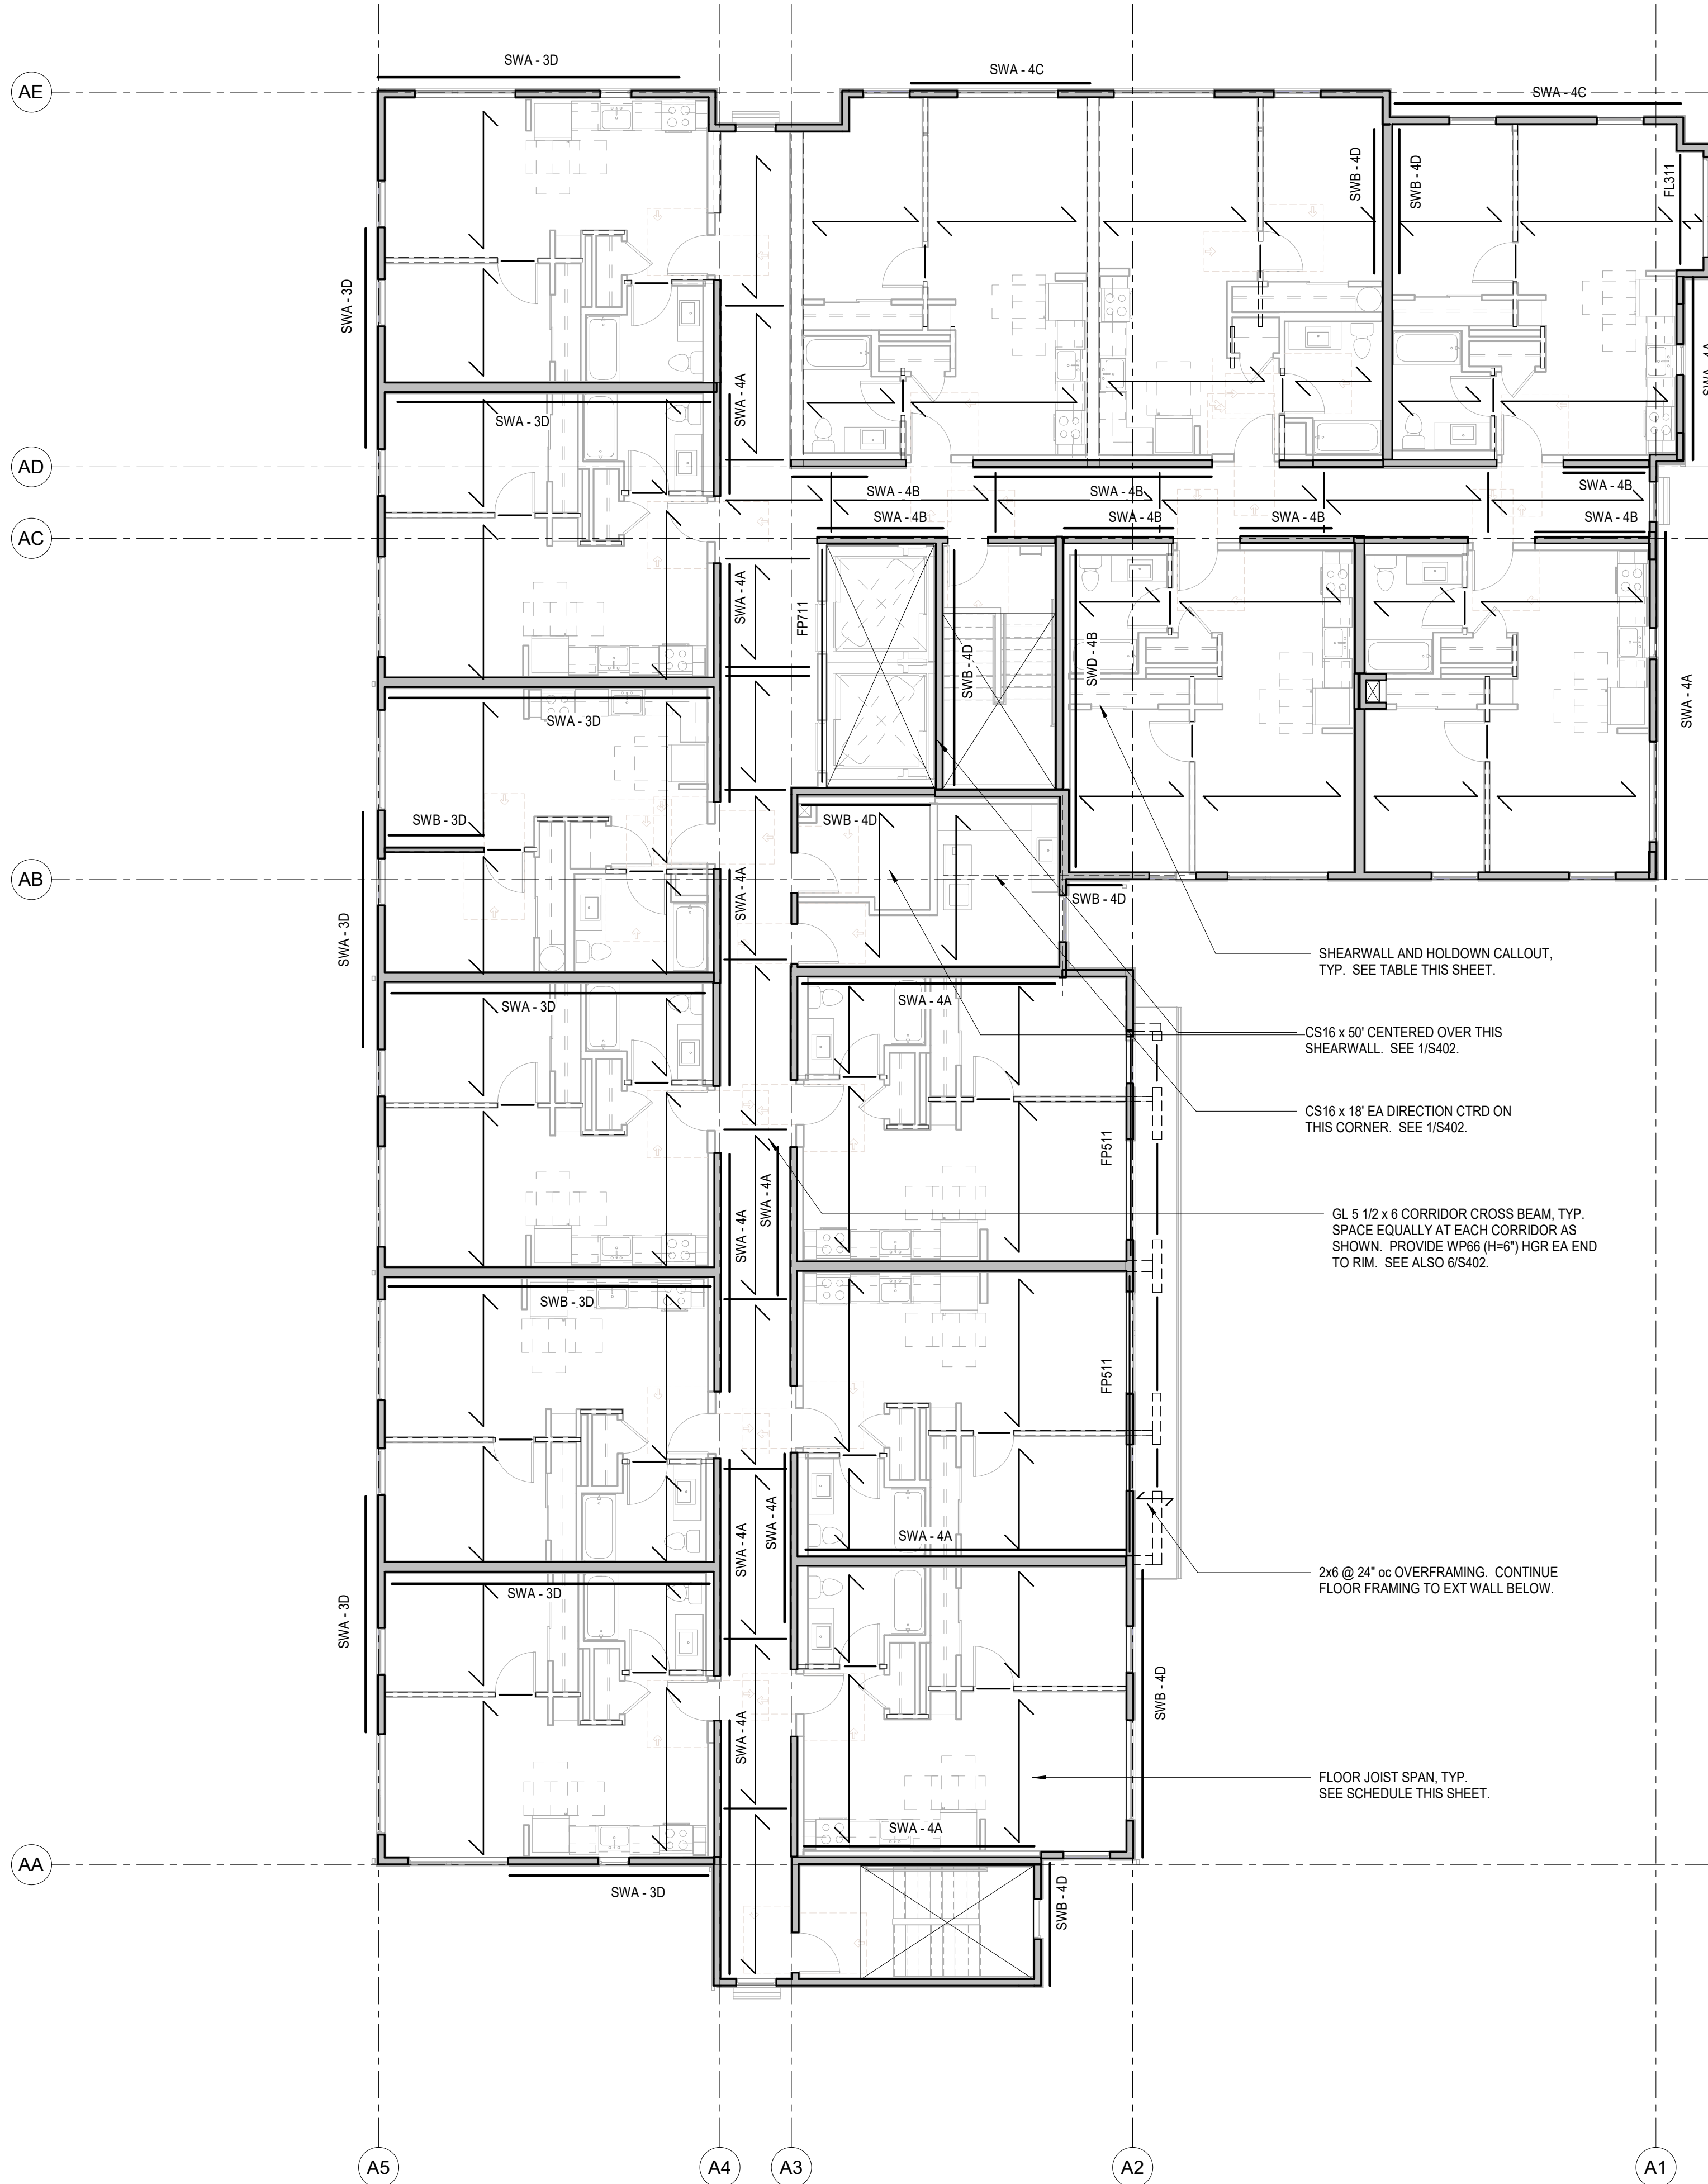 SWA - 3D
SWA - 4C
SWA - 4C
AE
SWB - 4D
SWB - 4D
FL311
SWA - 3D
SWA - 4A
SWA - 4A
SWA - 3D
AD
SWA - 4B
SWA - 4B
SWA - 4B
SWA - 4B
SWA - 4B
SWA - 4B
SWA - 4B
AC
SWA - 4A
FP711
SWB - 4D
SWD - 4B
SWA - 4A
SWA - 3D
SWB - 3D
SWB - 4D
AB
SWA - 4A
SWB - 4D
SWA - 3D
SHEARWALL AND HOLDOWN CALLOUT,
TYP. SEE TABLE THIS SHEET.
SWA - 3D
SWA - 4A
CS16 x 50' CENTERED OVER THIS
SHEARWALL. SEE 1/S402.
CS16 x 18' EA DIRECTION CTRD ON
THIS CORNER. SEE 1/S402.
FP511
SWA - 4A
SWA - 4A
GL 5 1/2 x 6 CORRIDOR CROSS BEAM, TYP.
SPACE EQUALLY AT EACH CORRIDOR AS
SHOWN. PROVIDE WP66 (H=6") HGR EA END
TO RIM. SEE ALSO 6/S402.
SWB - 3D
FP511
SWA - 4A
SWA - 4A
SWA - 4A
2x6 @ 24" oc OVERFRAMING. CONTINUE
FLOOR FRAMING TO EXT WALL BELOW.
SWA - 3D
SWA - 3D
SWB - 4D
SWA - 4A
FLOOR JOIST SPAN, TYP.
SEE SCHEDULE THIS SHEET.
SWA - 4A
AA
SWA - 3D
SWB - 4D
A5
A4
A3
A2
A1